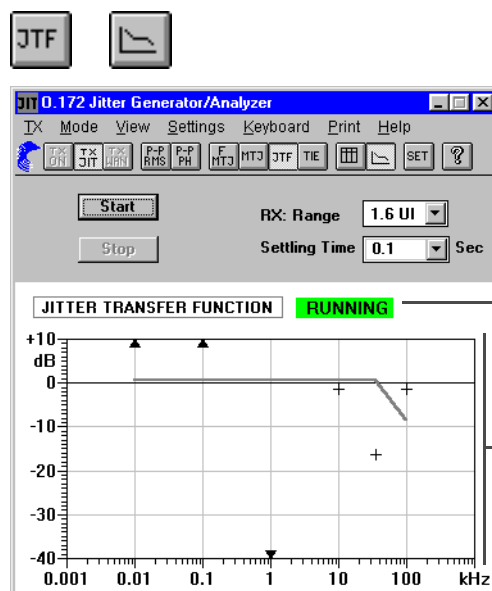 JTF
JIT O.172 Jitter Generator/Analyzer
TX Mode View Settings Keyboard Print Help
TX ON TX JIT TX WAN P-P RMS P-P PH F MTJ MTJ JTF TIE SET ?
Start
RX: Range 1.6 UI
Stop
Settling Time 0.1 Sec
JITTER TRANSFER FUNCTION RUNNING
+10
dB
0
-10
-20
-30
-40
0.001 0.01 0.1 1 10 100 kHz